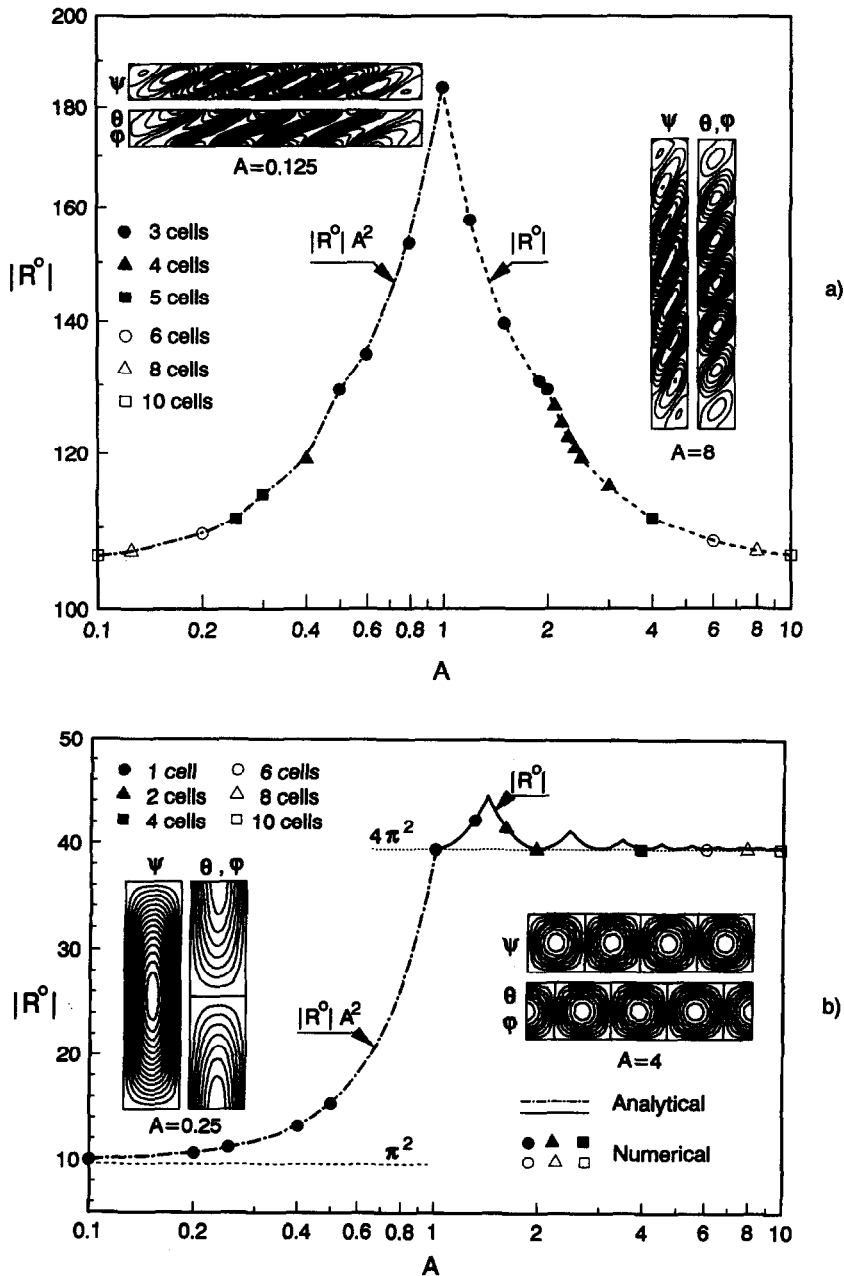 200
180
160
140
120
100
|R°|
ψ
θ
φ
A=0.125
ψ θ,φ
A=8
3 cells
4 cells
5 cells
6 cells
8 cells
10 cells
|R°| A²
|R°|
a)
0.1 0.2 0.4 0.6 0.8 1 2 4 6 8 10
A
50
40
30
20
10
|R°|
1 cell
2 cells
4 cells
6 cells
8 cells
10 cells
|R°|
4π²
ψ θ , φ
A=0.25
|R°| A²
ψ
θ
φ
A=4
Analytical
Numerical
π²
b)
0.1 0.2 0.4 0.6 0.8 1 2 4 6 8 10
A